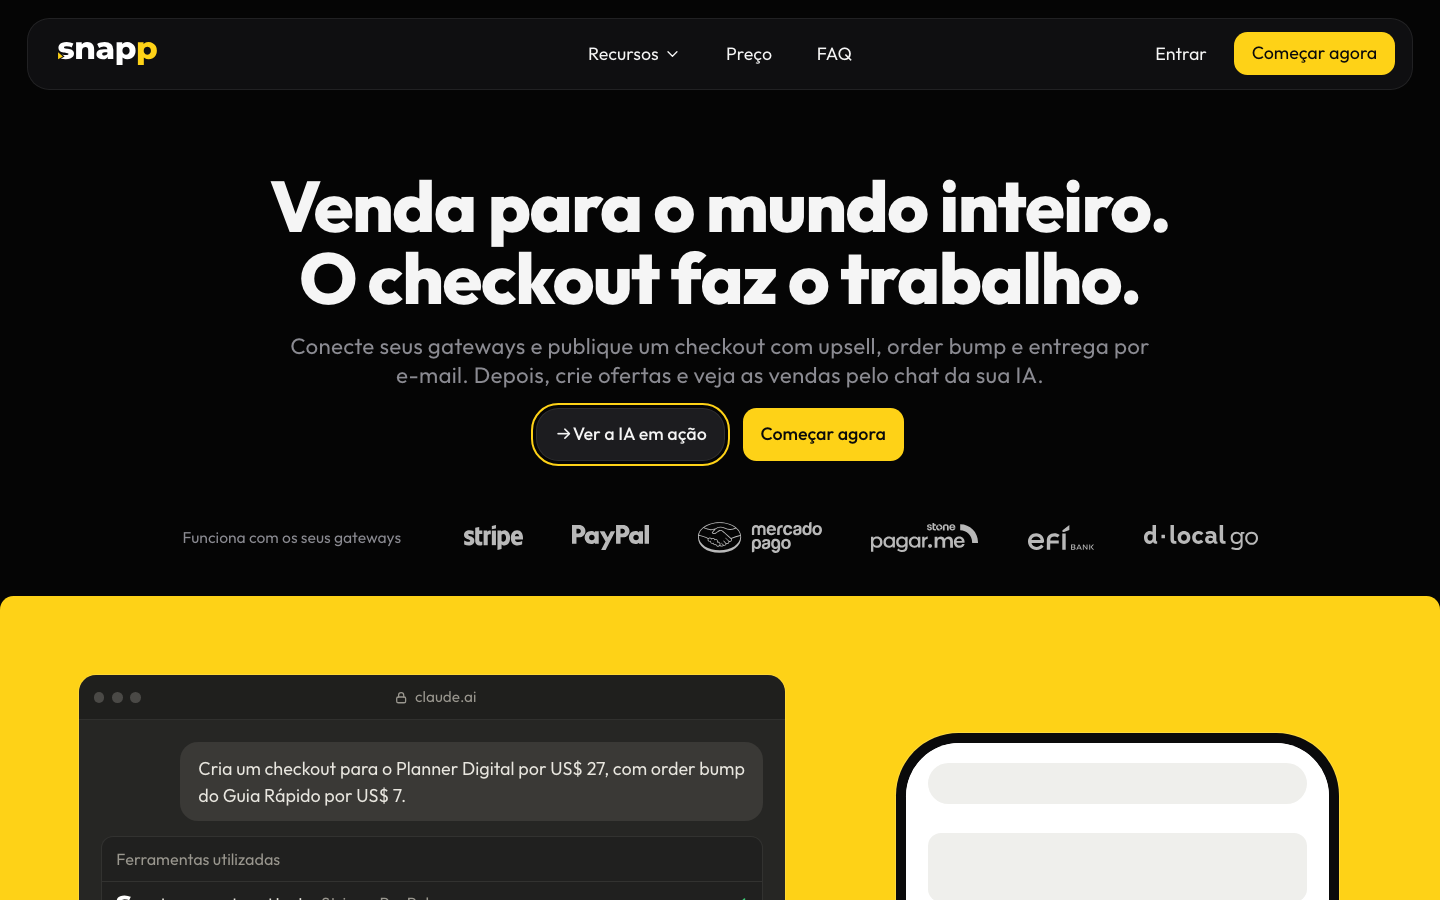 snapp
Recursos
Preço
FAQ
Entrar
Começar agora
Venda para o mundo inteiro.
O checkout faz o trabalho.
Conecte seus gateways e publique um checkout com upsell, order bump e entrega por
e-mail. Depois, crie ofertas e veja as vendas pelo chat da sua IA.
→ Ver a IA em ação
Começar agora
Funciona com os seus gateways
stripe
PayPal
mercado
pago
stone
pagar.me
efí BANK
d·local go
claude.ai
Cria um checkout para o Planner Digital por US$ 27, com order bump
do Guia Rápido por US$ 7.
Ferramentas utilizadas